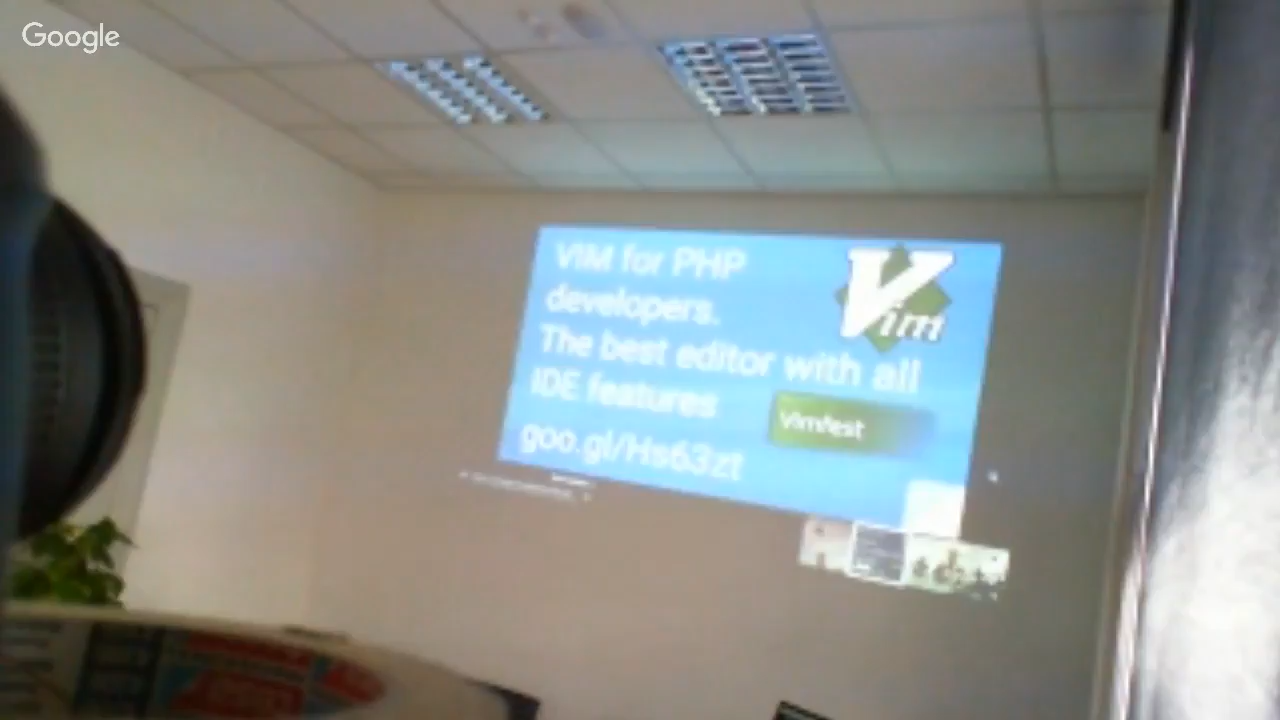 Google
VIM for PHP
developers.
The best editor with all
IDE features
goo.gl/Hs63zt
Vim
Vimfest